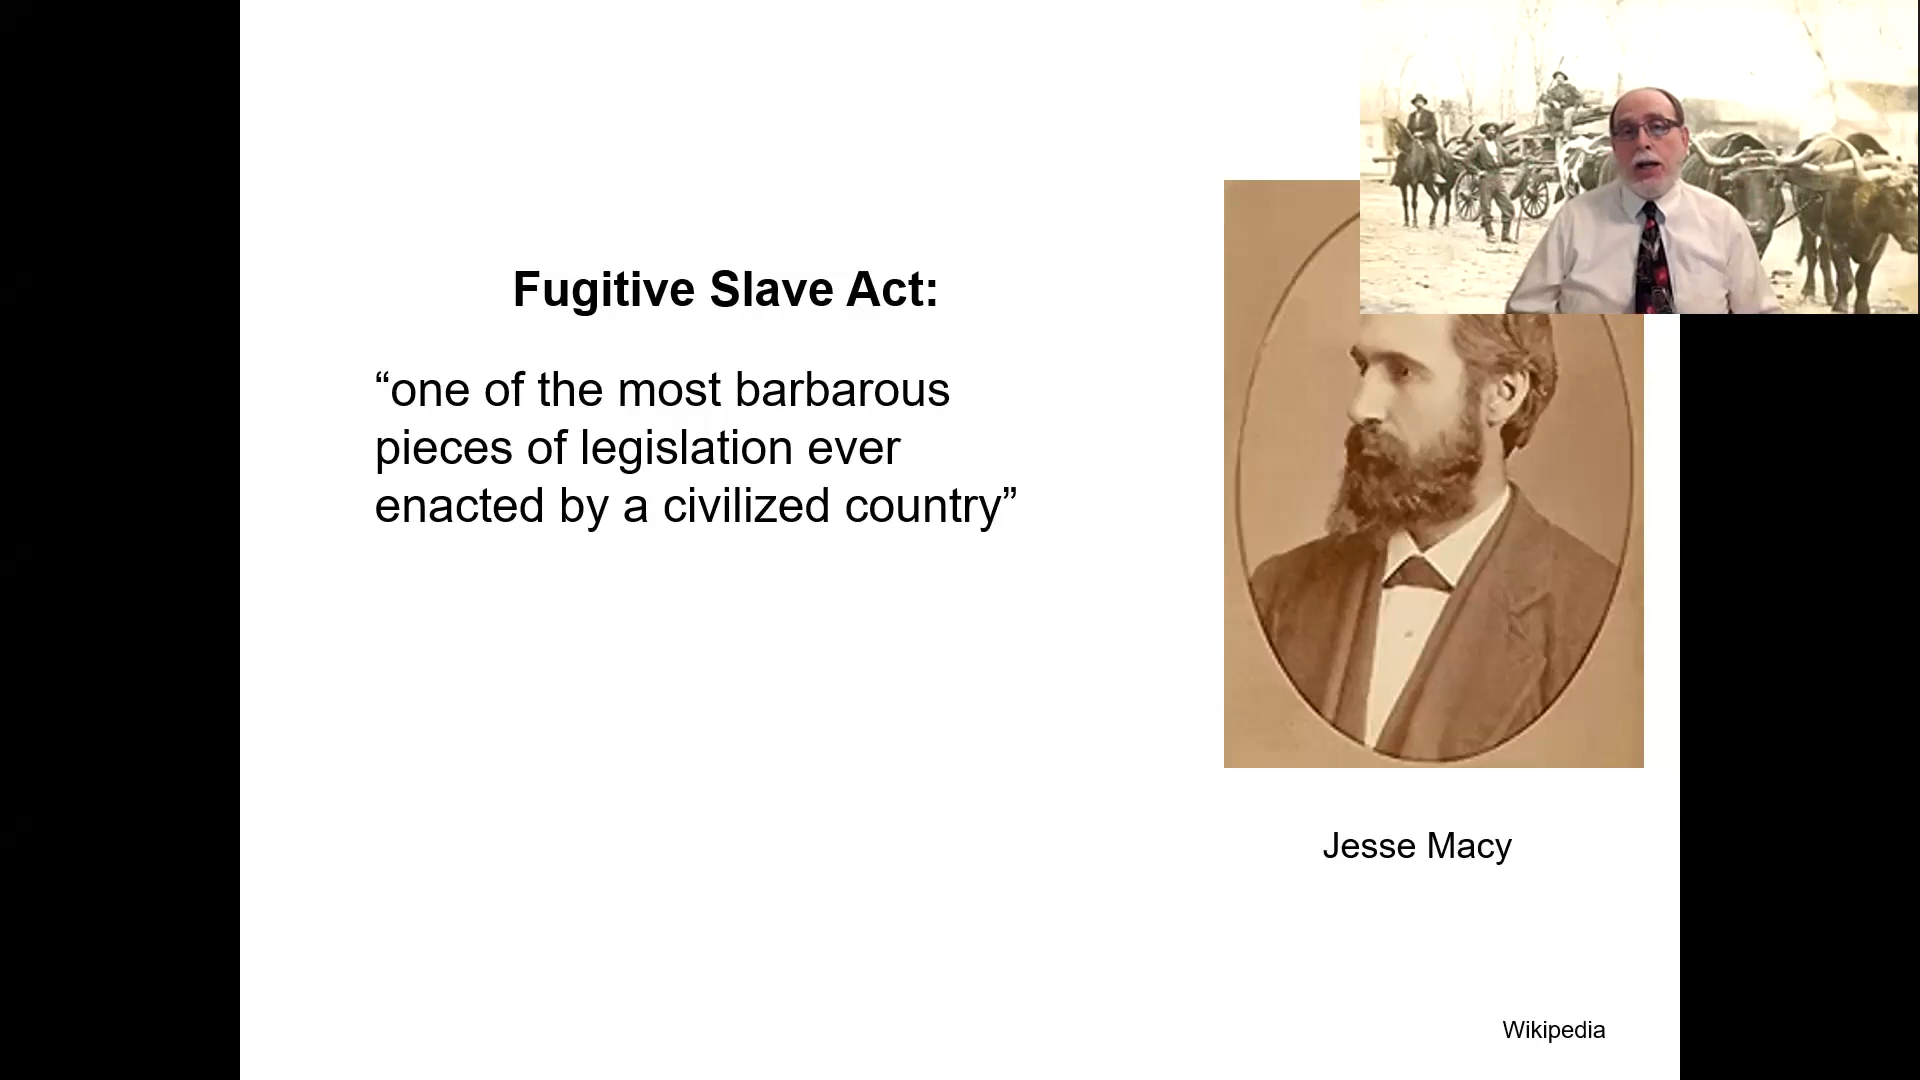 Fugitive Slave Act:
“one of the most barbarous
pieces of legislation ever
enacted by a civilized country”
Jesse Macy
Wikipedia